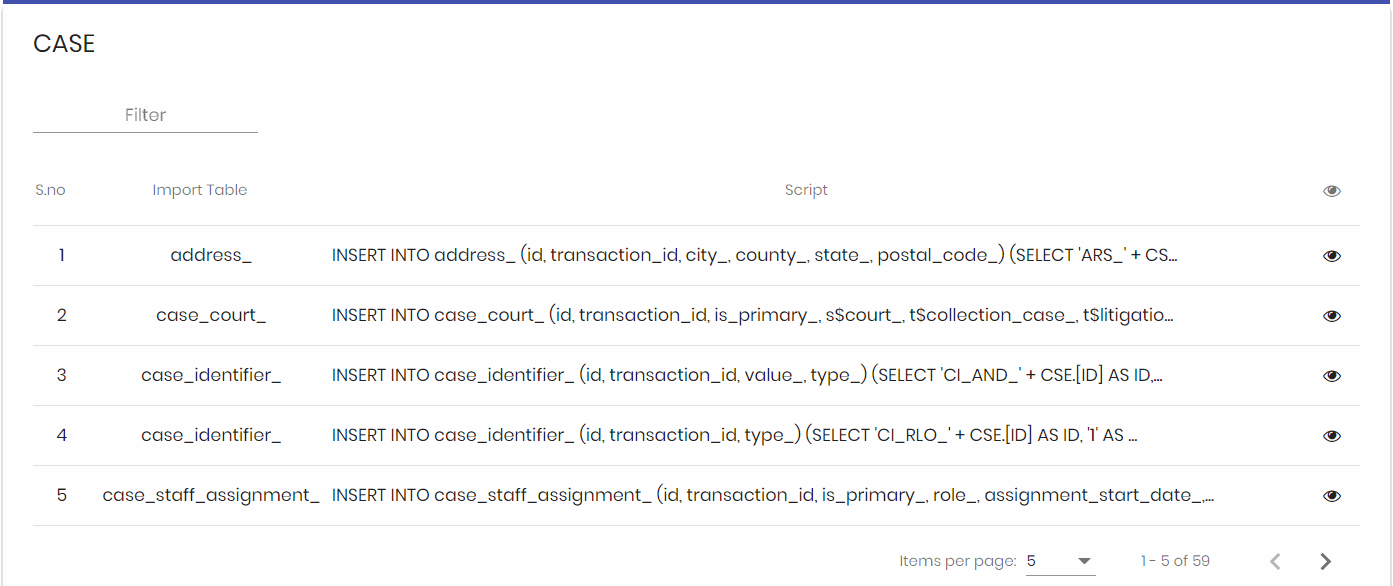 CASE
Filter
S.no Import Table Script
1 address_ INSERT INTO address_ (id, transaction_id, city_, county_, state_, postal_code_) (SELECT 'ARS_' + CS...
2 case_court_ INSERT INTO case_court_ (id, transaction_id, is_primary_, s$court_, t$collection_case_, t$litigatio...
3 case_identifier_ INSERT INTO case_identifier_ (id, transaction_id, value_, type_) (SELECT 'CI_AND_' + CSE.[ID] AS ID,...
4 case_identifier_ INSERT INTO case_identifier_ (id, transaction_id, type_) (SELECT 'CI_RLO_' + CSE.[ID] AS ID, '1' AS ...
5 case_staff_assignment_ INSERT INTO case_staff_assignment_ (id, transaction_id, is_primary_, role_, assignment_start_date_,...
Items per page: 5 1 - 5 of 59